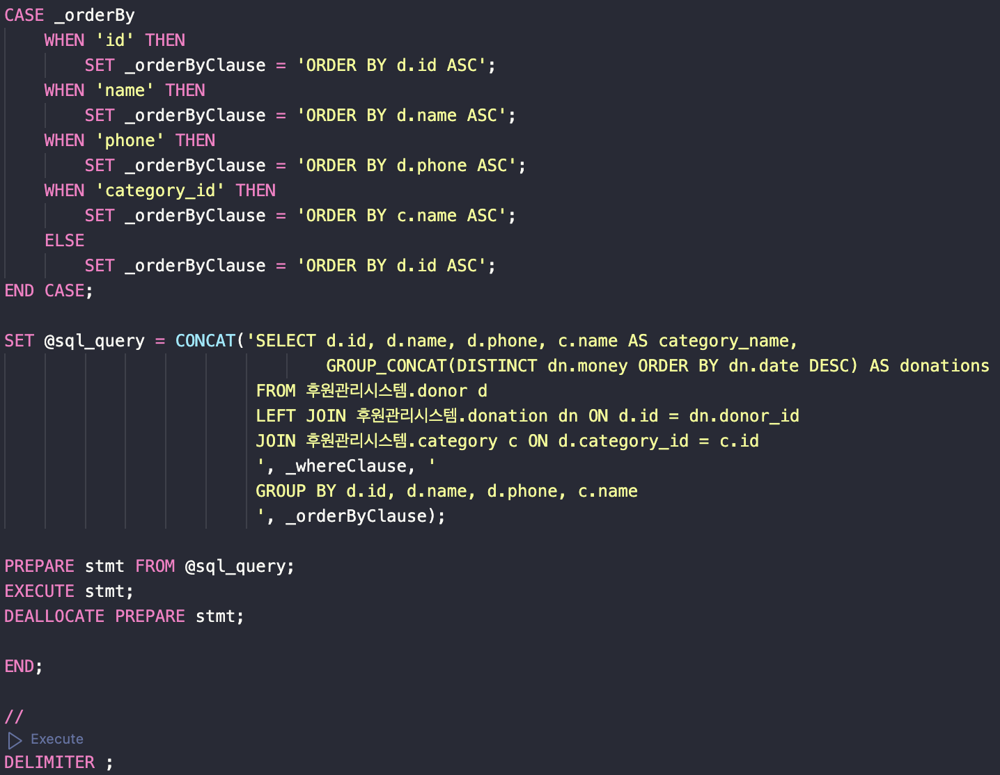 CASE _orderBy
WHEN 'id' THEN
SET _orderByClause = 'ORDER BY d.id ASC';
WHEN 'name' THEN
SET _orderByClause = 'ORDER BY d.name ASC';
WHEN 'phone' THEN
SET _orderByClause = 'ORDER BY d.phone ASC';
WHEN 'category_id' THEN
SET _orderByClause = 'ORDER BY c.name ASC';
ELSE
SET _orderByClause = 'ORDER BY d.id ASC';
END CASE;
SET @sql_query = CONCAT('SELECT d.id, d.name, d.phone, c.name AS category_name,
GROUP_CONCAT(DISTINCT dn.money ORDER BY dn.date DESC) AS donations
FROM 후원관리시스템.donor d
LEFT JOIN 후원관리시스템.donation dn ON d.id = dn.donor_id
JOIN 후원관리시스템.category c ON d.category_id = c.id
', _whereClause, '
GROUP BY d.id, d.name, d.phone, c.name
', _orderByClause);
PREPARE stmt FROM @sql_query;
EXECUTE stmt;
DEALLOCATE PREPARE stmt;
END;
//
Execute
DELIMITER ;